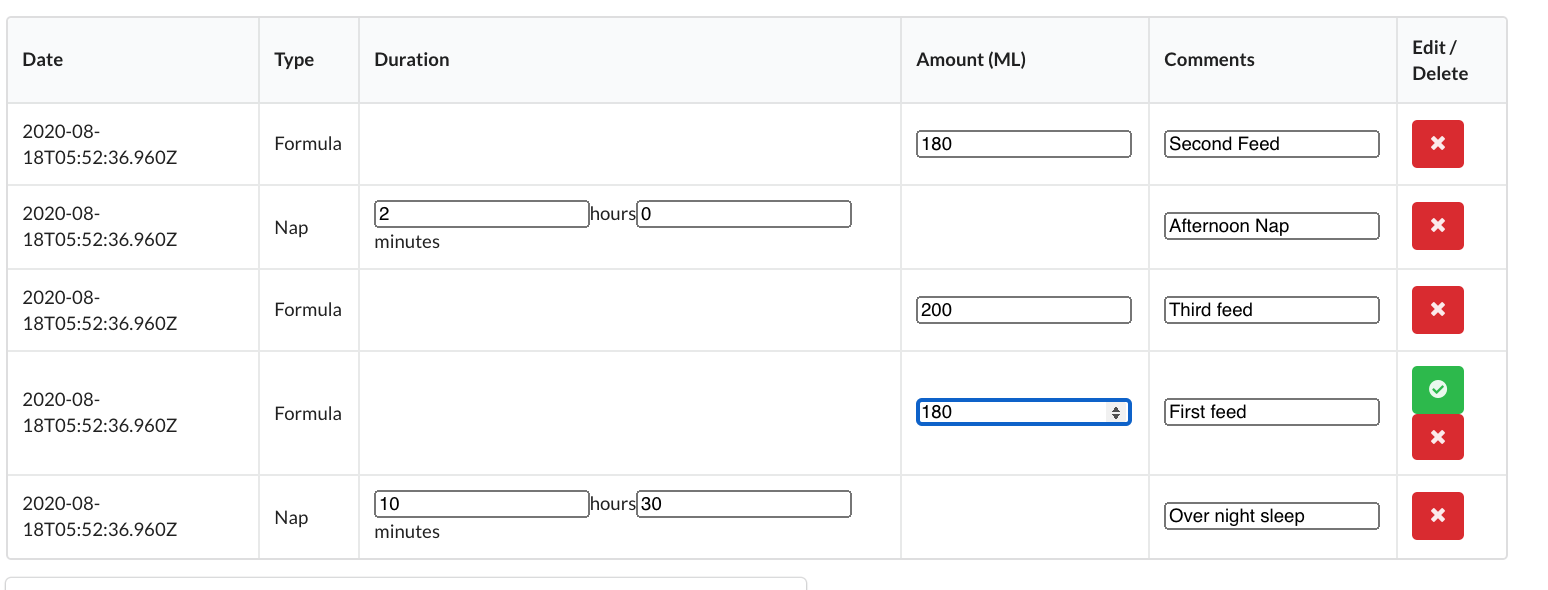 Date Type Duration Amount (ML) Comments Edit /
Delete
2020-08-
18T05:52:36.960Z Formula 180 Second Feed
2020-08-
18T05:52:36.960Z Nap 2 hours 0
minutes Afternoon Nap
2020-08-
18T05:52:36.960Z Formula 200 Third feed
2020-08-
18T05:52:36.960Z Formula 180 First feed
2020-08-
18T05:52:36.960Z Nap 10 hours 30
minutes Over night sleep